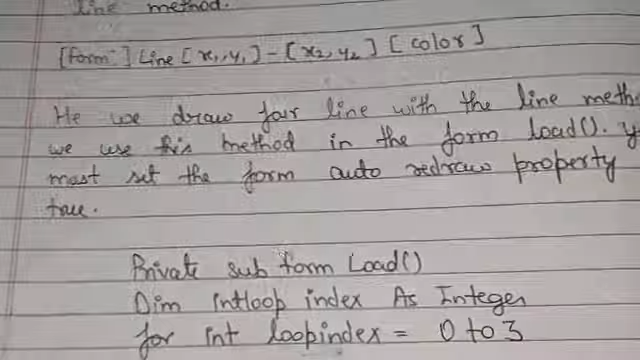 line method.
[form.] Line [x1,y1] - [x2,y2] [color]
He we draw four line with the line meth
we use this method in the form load(). y
mast set the form auto redraw property
true.
Private sub form Load()
Dim intloop index As Integer
for int loopindex = 0 to 3